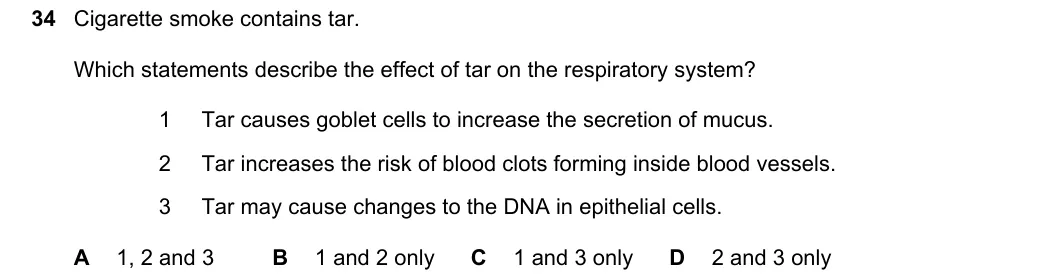 34 Cigarette smoke contains tar.
Which statements describe the effect of tar on the respiratory system?
1 Tar causes goblet cells to increase the secretion of mucus.
2 Tar increases the risk of blood clots forming inside blood vessels.
3 Tar may cause changes to the DNA in epithelial cells.
A 1, 2 and 3 B 1 and 2 only C 1 and 3 only D 2 and 3 only